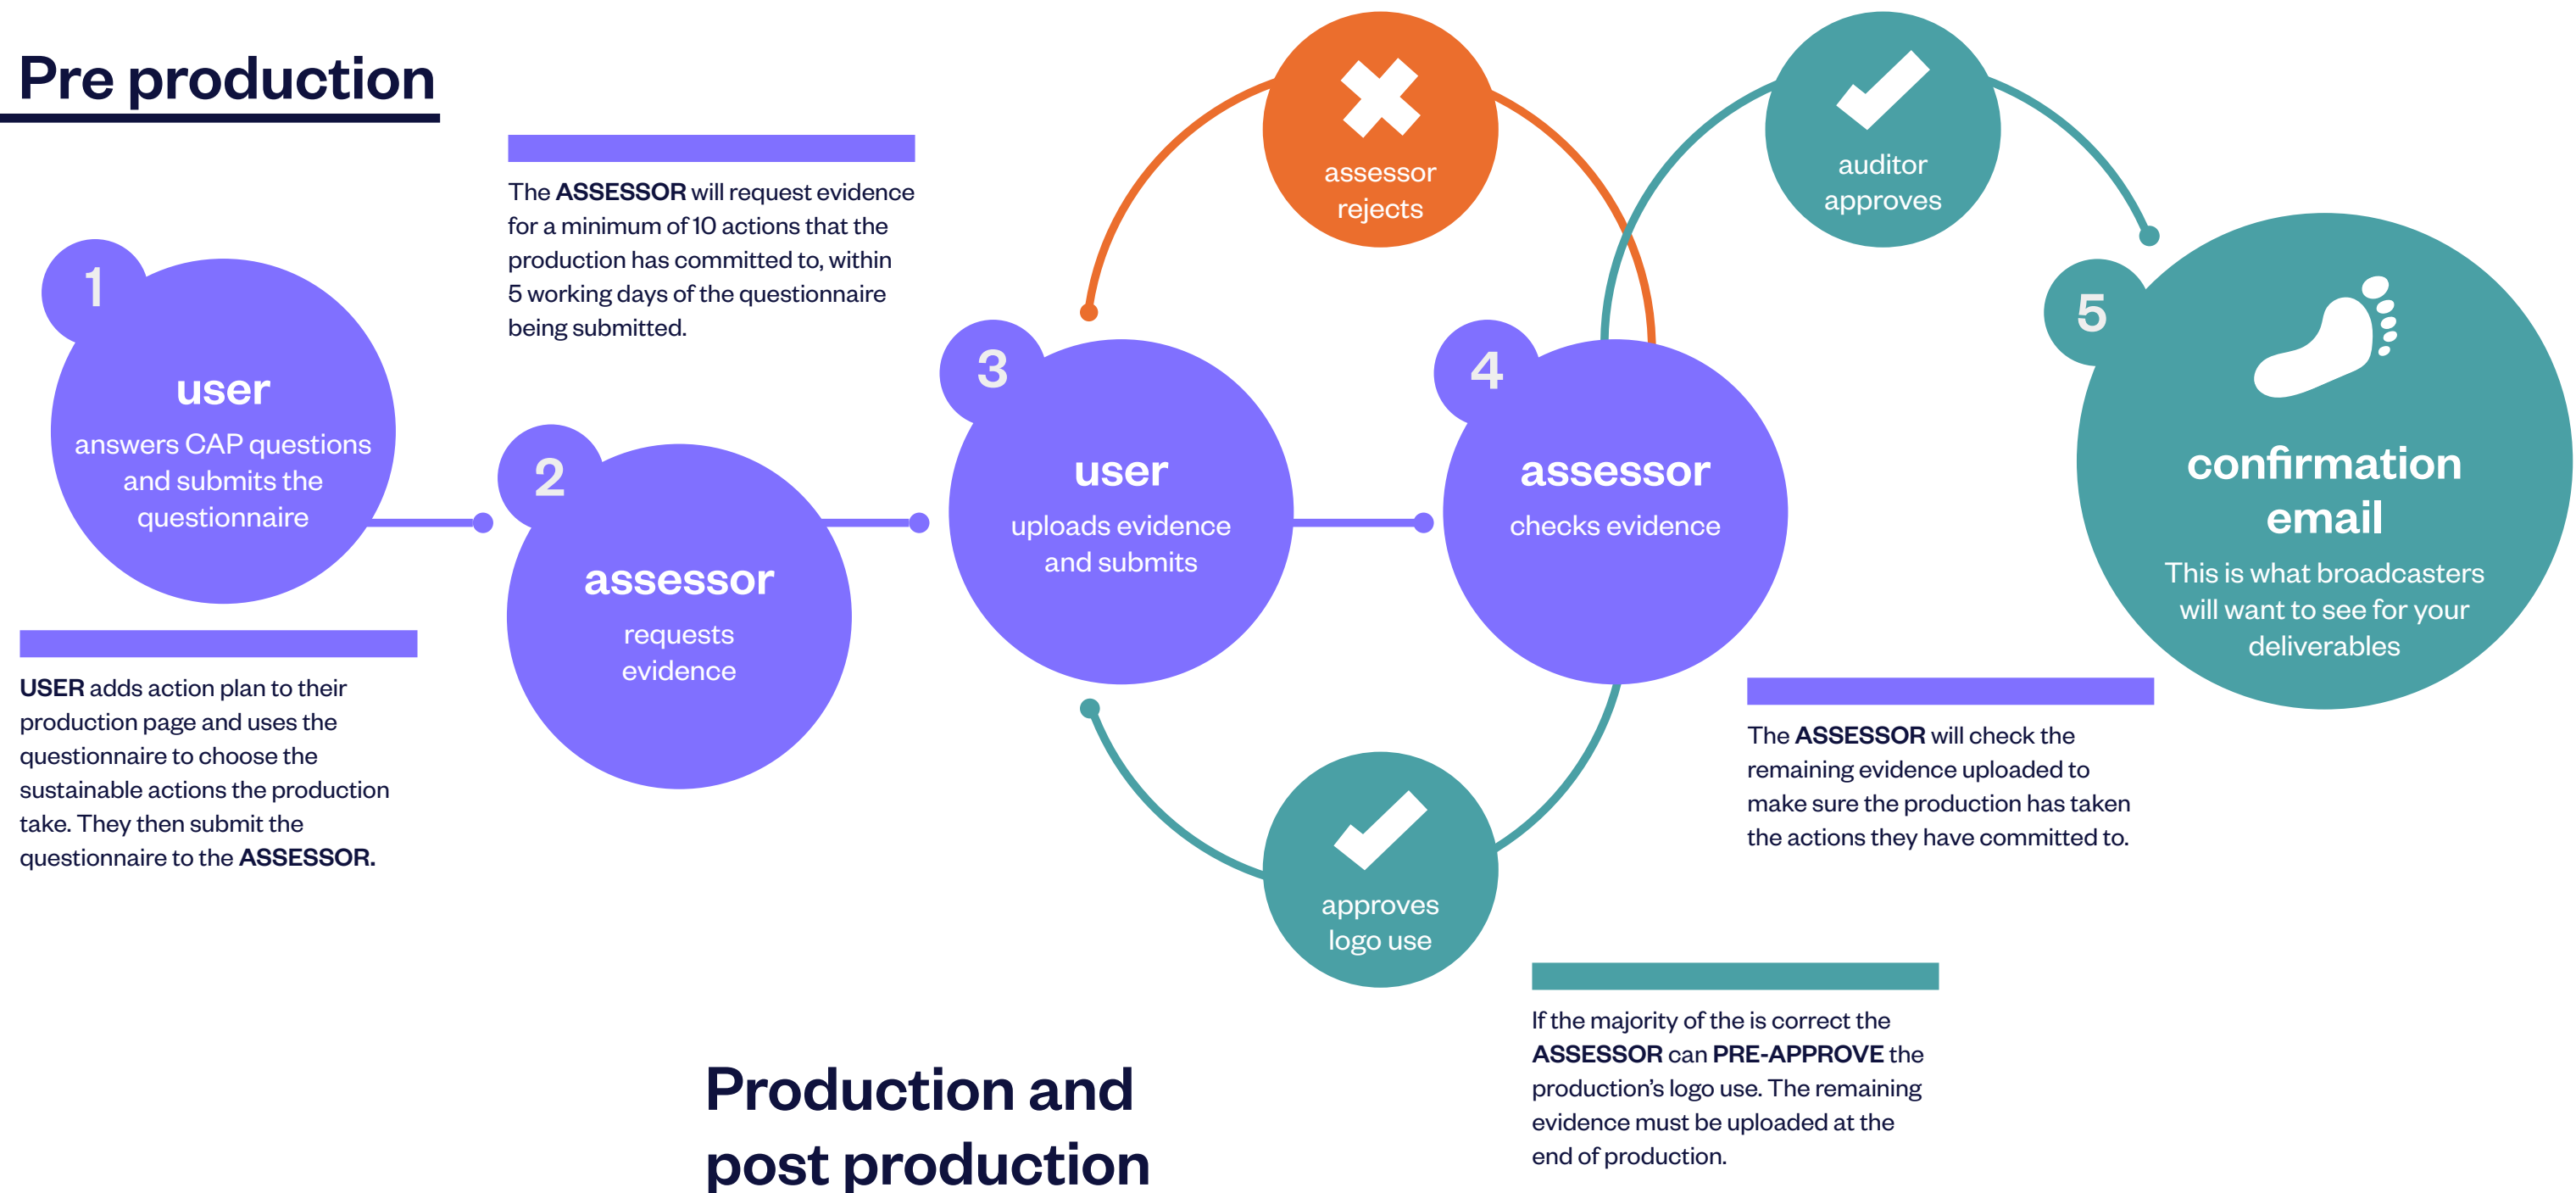 Pre production
1
user
answers CAP questions
and submits the
questionnaire
USER adds action plan to their
production page and uses the
questionnaire to choose the
sustainable actions the production
take. They then submit the
questionnaire to the ASSESSOR.
The ASSESSOR will request evidence
for a minimum of 10 actions that the
production has committed to, within
5 working days of the questionnaire
being submitted.
2
assessor
requests
evidence
3
user
uploads evidence
and submits
assessor
rejects
4
assessor
checks evidence
approves
logo use
auditor
approves
5
confirmation
email
This is what broadcasters
will want to see for your
deliverables
The ASSESSOR will check the
remaining evidence uploaded to
make sure the production has taken
the actions they have committed to.
If the majority of the is correct the
ASSESSOR can PRE-APPROVE the
production’s logo use. The remaining
evidence must be uploaded at the
end of production.
Production and
post production